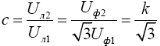 c = U_{л2} / U_{л1} = U_{ф2} / (√3 U_{ф1}) = k / √3